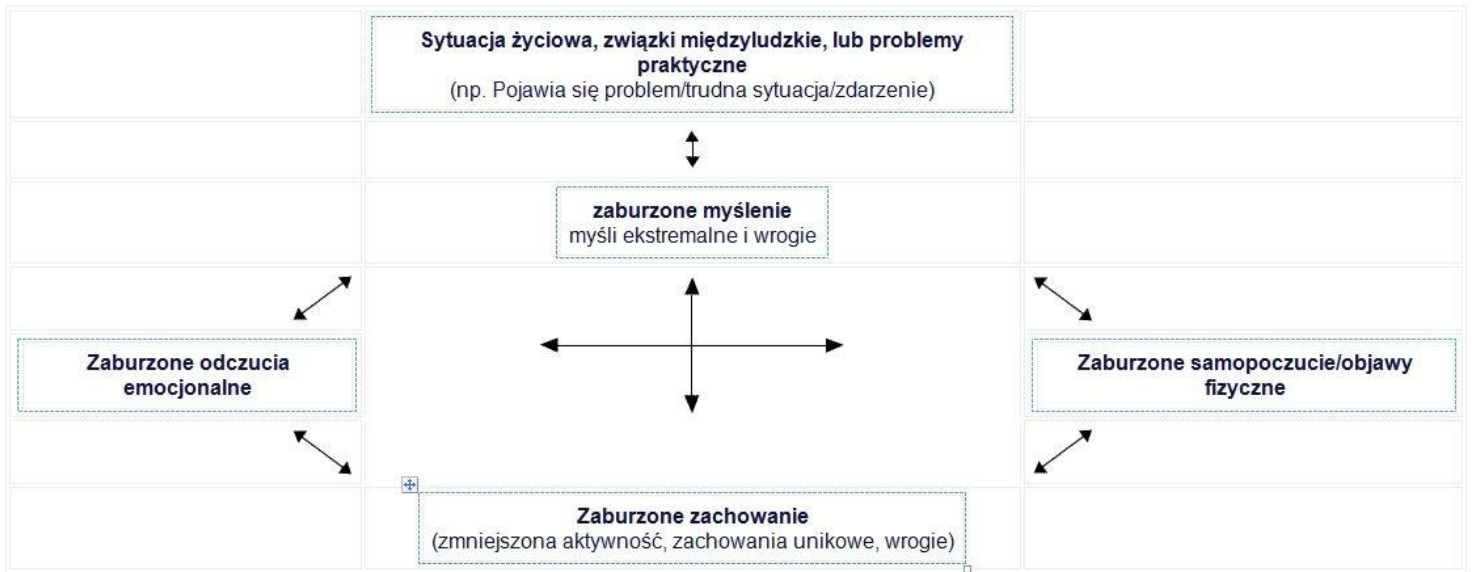 Sytuacja życiowa, związki międzyludzkie, lub problemy
praktyczne
(np. Pojawia się problem/trudna sytuacja/zdarzenie)
zaburzone myślenie
myśli ekstremalne i wrogie
Zaburzone odczucia
emocjonalne
Zaburzone samopoczucie/objawy
fizyczne
Zaburzone zachowanie
(zmniejszona aktywność, zachowania unikowe, wrogie)